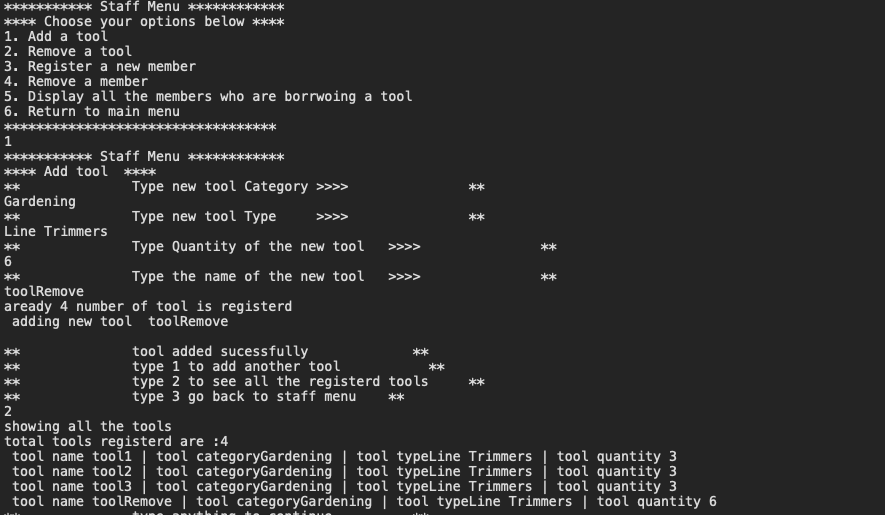 *********** Staff Menu ************
**** Choose your options below ****
1. Add a tool
2. Remove a tool
3. Register a new member
4. Remove a member
5. Display all the members who are borrwoing a tool
6. Return to main menu
**********************************
1
*********** Staff Menu ************
**** Add tool  ****
**              Type new tool Category >>>>               **
Gardening
**              Type new tool Type     >>>>               **
Line Trimmers
**              Type Quantity of the new tool   >>>>               **
6
**              Type the name of the new tool   >>>>               **
toolRemove
aready 4 number of tool is registerd
 adding new tool  toolRemove
**              tool added sucessfully             **
**              type 1 to add another tool           **
**              type 2 to see all the registerd tools     **
**              type 3 go back to staff menu    **
2
showing all the tools
total tools registerd are :4
 tool name tool1 | tool categoryGardening | tool typeLine Trimmers | tool quantity 3
 tool name tool2 | tool categoryGardening | tool typeLine Trimmers | tool quantity 3
 tool name tool3 | tool categoryGardening | tool typeLine Trimmers | tool quantity 3
 tool name toolRemove | tool categoryGardening | tool typeLine Trimmers | tool quantity 6
**              type anything to continue          **